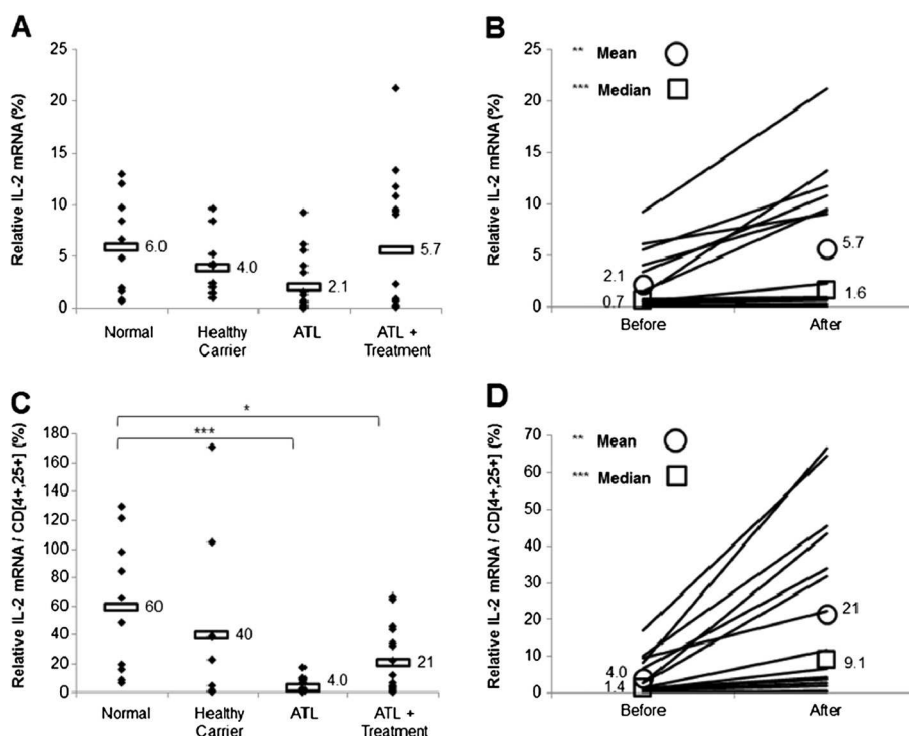 A
Relative IL-2 mRNA (%)
25
20
15
10
5
0
6.0
4.0
2.1
5.7
Normal
Healthy
Carrier
ATL
ATL +
Treatment
B
Relative IL-2 mRNA (%)
25
20
15
10
5
0
** Mean
*** Median
2.1
0.7
5.7
1.6
Before
After
C
Relative IL-2 mRNA / CD[4+,25+] (%)
180
160
140
120
100
80
60
40
20
0
*
***
60
40
4.0
21
Normal
Healthy
Carrier
ATL
ATL +
Treatment
D
Relative IL-2 mRNA / CD[4+,25+] (%)
70
60
50
40
30
20
10
0
** Mean
*** Median
4.0
1.4
21
9.1
Before
After